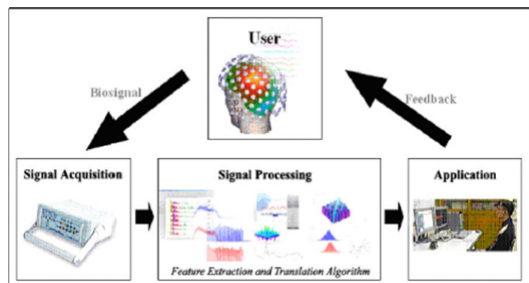 User
Biosignal
Feedback
Signal Acquisition
Signal Processing
Application
Feature Extraction and Translation Algorithm